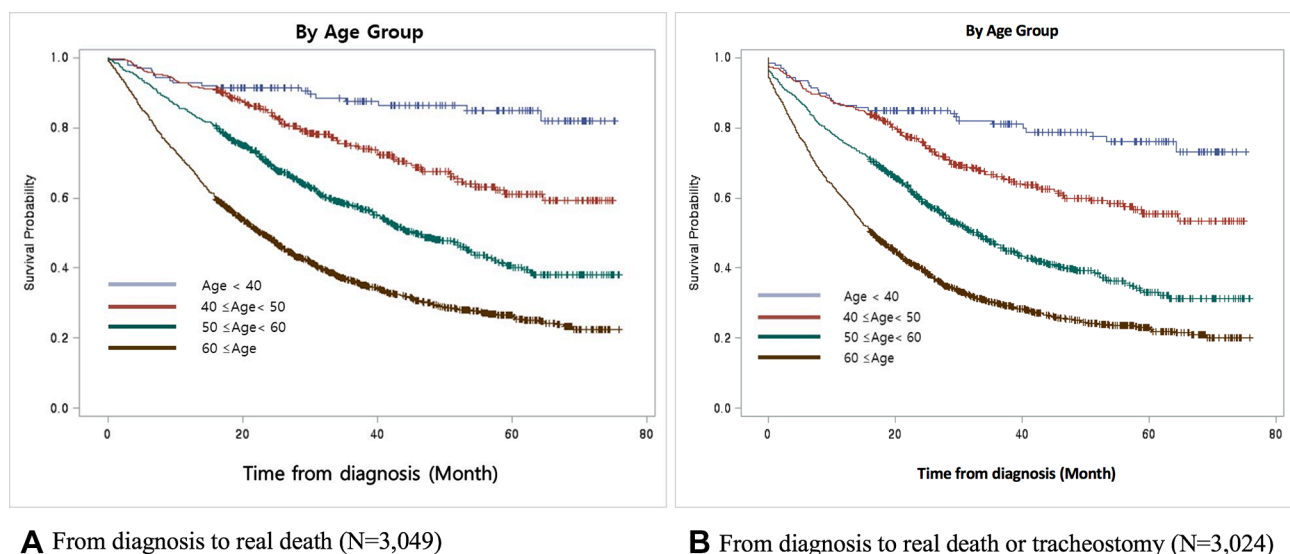 By Age Group
1.0
0.8
0.6
0.4
0.2
0.0
Survival Probability
Age < 40
40 ≤Age< 50
50 ≤Age< 60
60 ≤Age
0
20
40
60
80
Time from diagnosis (Month)
A From diagnosis to real death (N=3,049)
By Age Group
1.0
0.8
0.6
0.4
0.2
0.0
Survival Probability
Age < 40
40 ≤Age< 50
50 ≤Age< 60
60 ≤Age
0
20
40
60
80
Time from diagnosis (Month)
B From diagnosis to real death or tracheostomy (N=3,024)